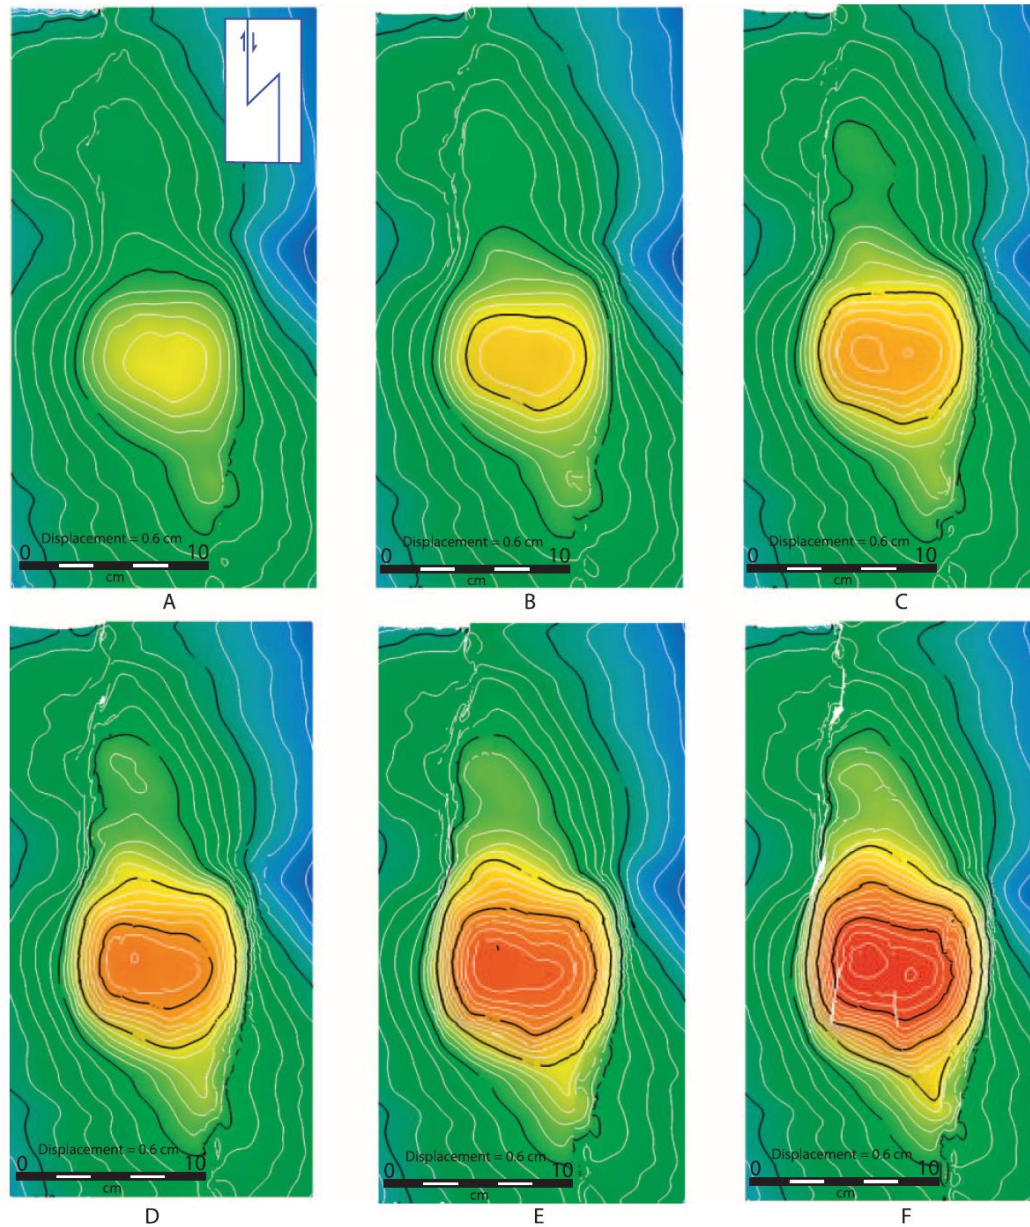 Displacement = 0.6 cm
0 10
cm
A
Displacement = 0.6 cm
0 10
cm
B
Displacement = 0.6 cm
0 10
cm
C
Displacement = 0.6 cm
0 10
cm
D
Displacement = 0.6 cm
0 10
cm
E
Displacement = 0.6 cm
0 10
cm
F